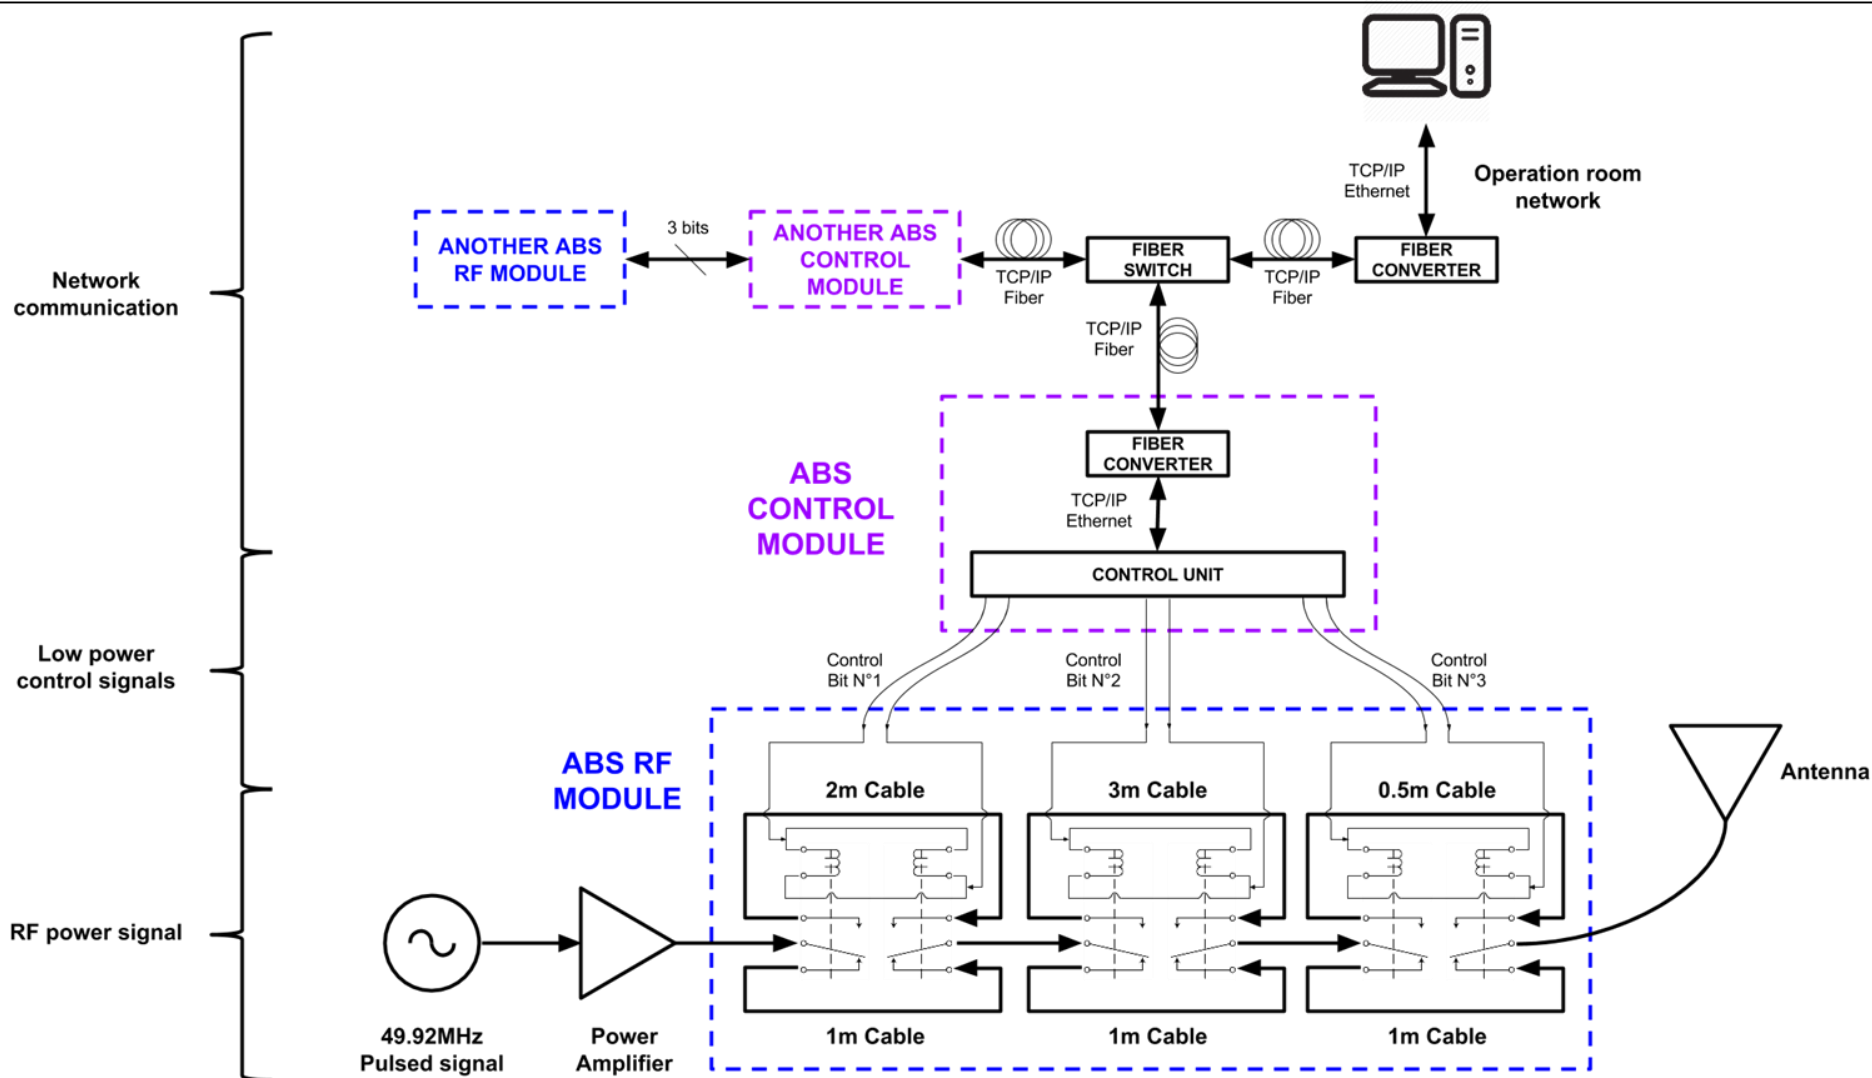 TCP/IP
Ethernet
Operation room
network
ANOTHER ABS
RF MODULE
3 bits
ANOTHER ABS
CONTROL
MODULE
TCP/IP
Fiber
FIBER
SWITCH
TCP/IP
Fiber
FIBER
CONVERTER
Network
communication
TCP/IP
Fiber
FIBER
CONVERTER
ABS
CONTROL
MODULE
TCP/IP
Ethernet
CONTROL UNIT
Low power
control signals
Control
Bit N°1
Control
Bit N°2
Control
Bit N°3
ABS RF
MODULE
2m Cable
3m Cable
0.5m Cable
Antenna
RF power signal
49.92MHz
Pulsed signal
Power
Amplifier
1m Cable
1m Cable
1m Cable